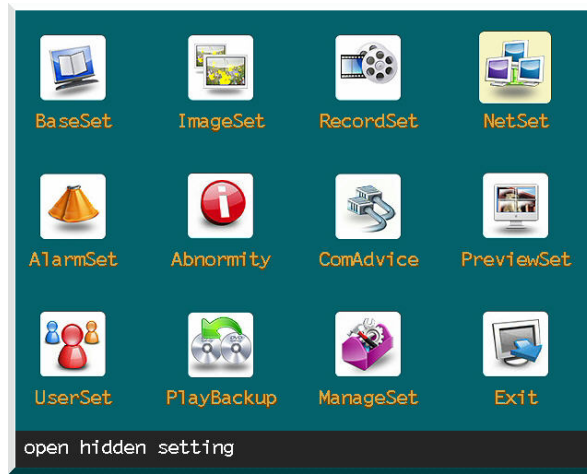 BaseSet ImageSet RecordSet NetSet
AlarmSet Abnormity ComAdvice PreviewSet
UserSet PlayBackup ManageSet Exit
open hidden setting